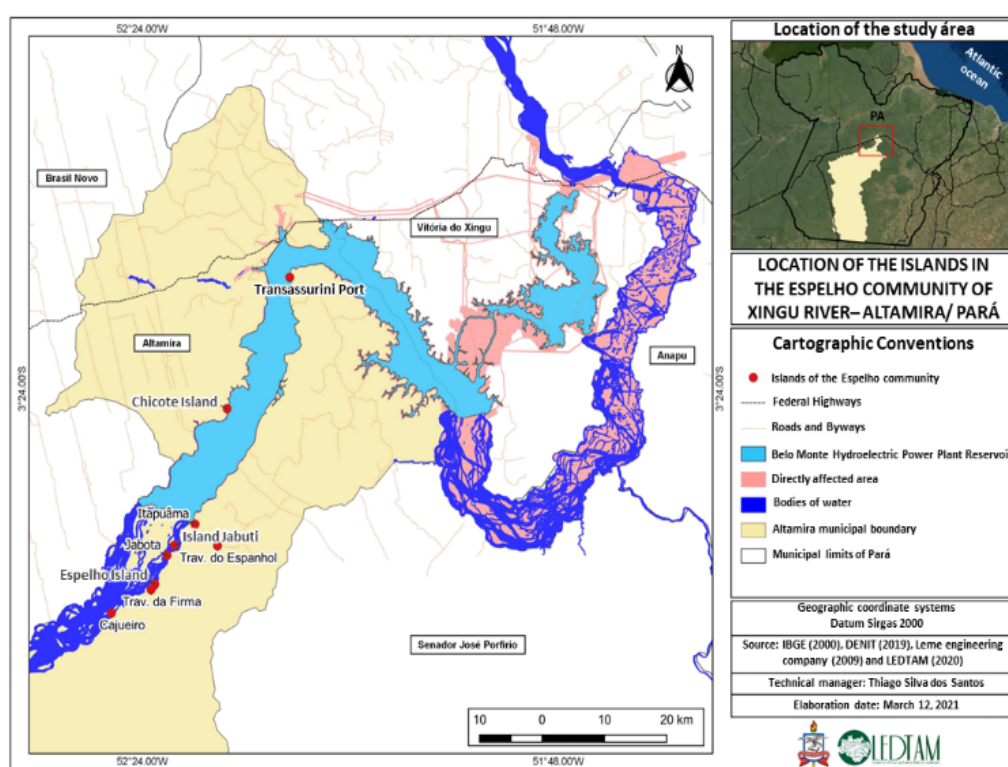 52°24.00'W
51°48.00'W
N
Brasil Novo
Vitória do Xingu
Transassurini Port
Altamira
Anapu
3°24.00'S
3°24.00'S
Chicote Island
Itapuâma
Island Jabuti
Jabota
Trav. do Espanhol
Espelho Island
Trav. da Firma
Cajueiro
Senador José Porfirio
10 0 10 20 km
52°24.00'W
51°48.00'W
Location of the study área
Atlantic
ocean
PA
LOCATION OF THE ISLANDS IN
THE ESPELHO COMMUNITY OF
XINGU RIVER– ALTAMIRA/ PARÁ
Cartographic Conventions
Islands of the Espelho community
Federal Highways
Roads and Byways
Belo Monte Hydroelectric Power Plant Reservoi
Directly affected area
Bodies of water
Altamira municipal boundary
Municipal limits of Pará
Geographic coordinate systems
Datum Sirgas 2000
Source: IBGE (2000), DENIT (2019), Leme engineering
company (2009) and LEDTAM (2020)
Technical manager: Thiago Silva dos Santos
Elaboration date: March 12, 2021
LEDTAM